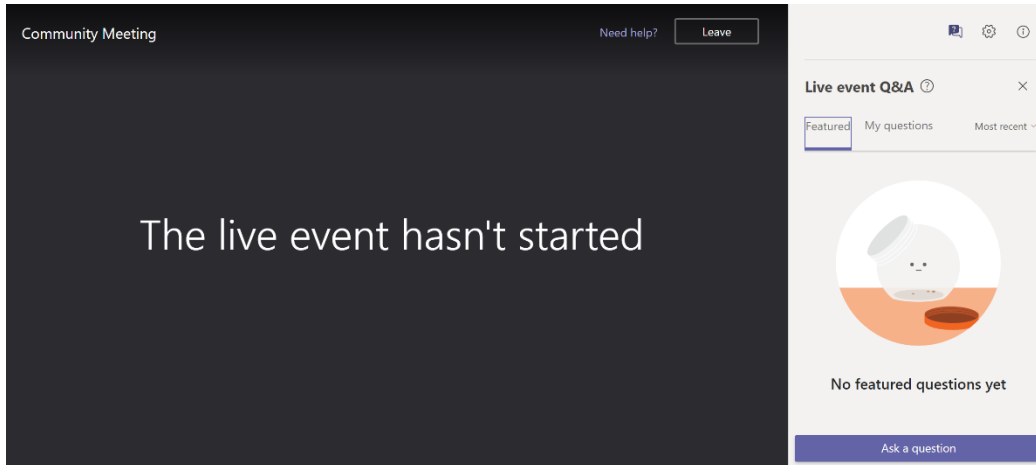 Community Meeting
Need help?
Leave
The live event hasn't started
Live event Q&A
Featured
My questions
Most recent
No featured questions yet
Ask a question